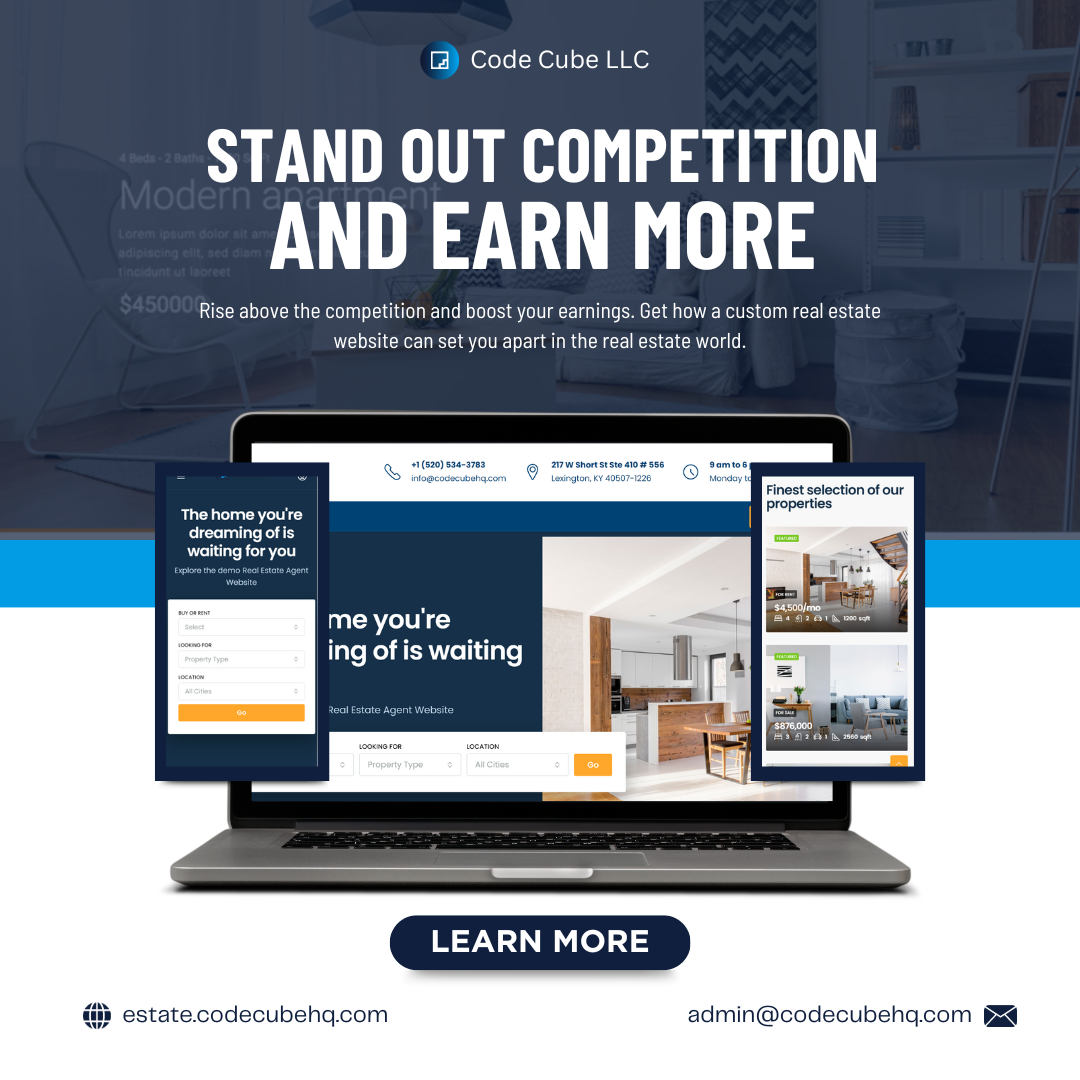 Code Cube LLC
STAND OUT COMPETITION
AND EARN MORE
4 Beds - 2 Baths
Modern apartment
Lorem ipsum dolor sit
adipiscing elit, sed diam
tincidunt ut laoreet
$450000
Rise above the competition and boost your earnings. Get how a custom real estate
website can set you apart in the real estate world.
+1 (520) 534-3783
info@codecubehq.com
217 W Short St Ste 410 # 556
Lexington, KY 40507-1226
9 am to 6
Monday
The home you're
dreaming of is
waiting for you
Explore the demo Real Estate Agent
Website
BUY OR RENT
Select
LOOKING FOR
Property Type
LOCATION
All Cities
Go
me you're
ing of is waiting
Real Estate Agent Website
LOOKING FOR
Property Type
LOCATION
All Cities
Go
Finest selection of our
properties
FEATURED
FOR RENT
$4,500/mo
4 2 1 1200 sqft
FEATURED
FOR SALE
$876,000
3 2 1 2560 sqft
LEARN MORE
estate.codecubehq.com
admin@codecubehq.com